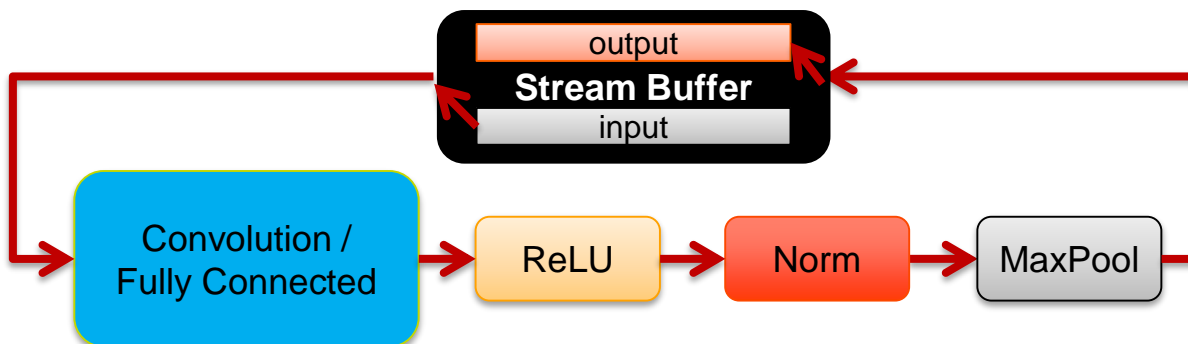 output
Stream Buffer
input
Convolution /
Fully Connected
ReLU
Norm
MaxPool